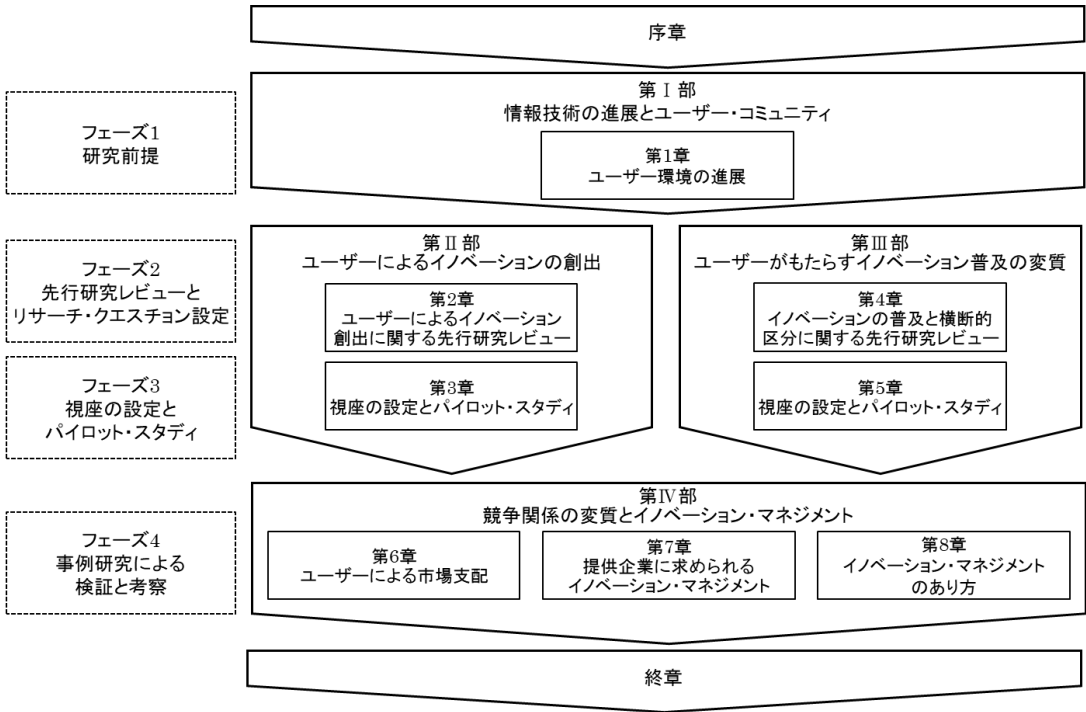 序章
フェーズ1
研究前提
第Ⅰ部
情報技術の進展とユーザー・コミュニティ
第1章
ユーザー環境の進展
フェーズ2
先行研究レビューと
リサーチ・クエスチョン設定
フェーズ3
視座の設定と
パイロット・スタディ
第Ⅱ部
ユーザーによるイノベーションの創出
第2章
ユーザーによるイノベーション
創出に関する先行研究レビュー
第3章
視座の設定とパイロット・スタディ
第Ⅲ部
ユーザーがもたらすイノベーション普及の変質
第4章
イノベーションの普及と横断的
区分に関する先行研究レビュー
第5章
視座の設定とパイロット・スタディ
フェーズ4
事例研究による
検証と考察
第Ⅳ部
競争関係の変質とイノベーション・マネジメント
第6章
ユーザーによる市場支配
第7章
提供企業に求められる
イノベーション・マネジメント
第8章
イノベーション・マネジメント
のあり方
終章